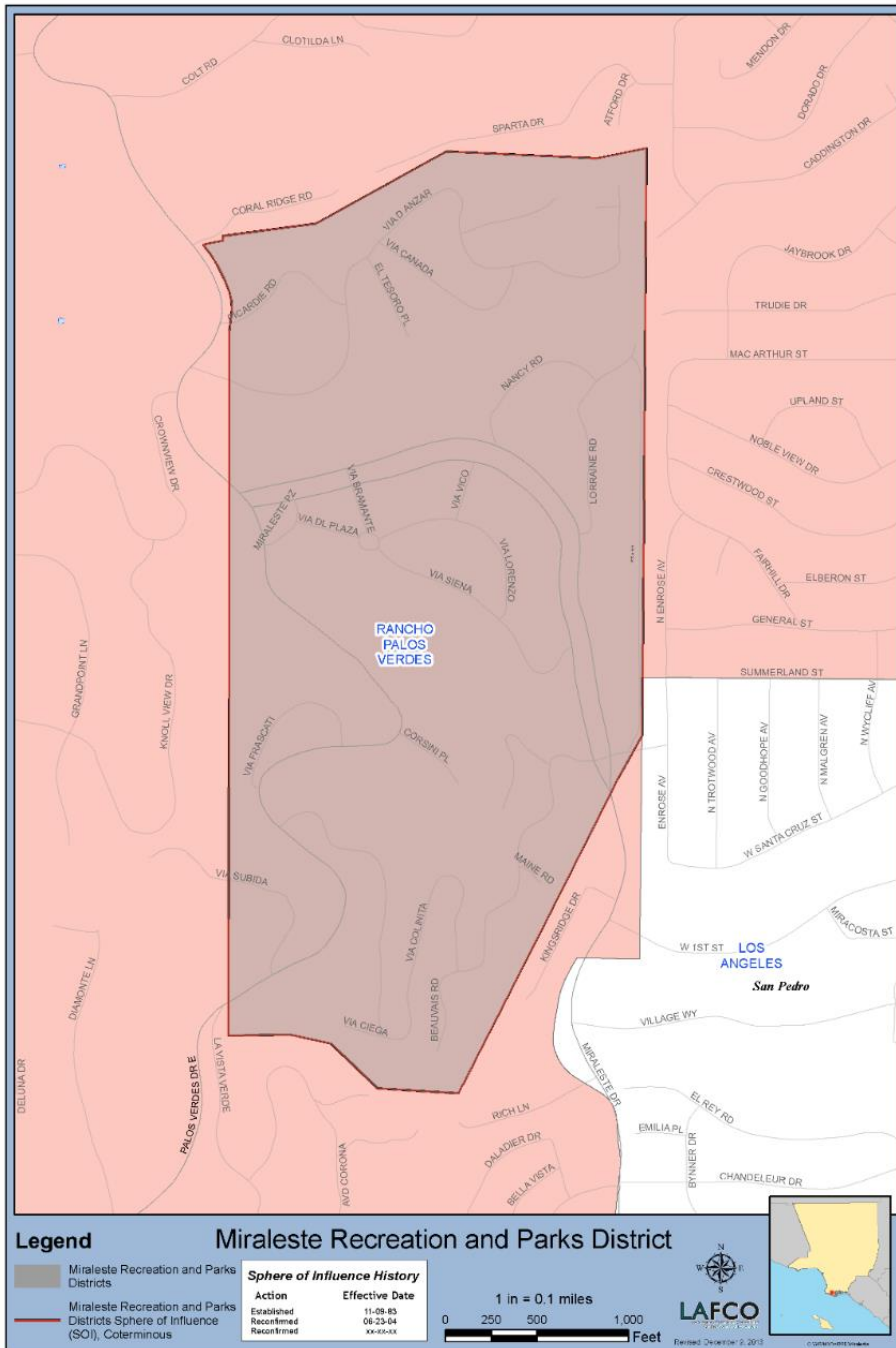 COLT RD
CLOTILDA LN
MENDON DR
DORADO DR
ATFORD DR
SPARTA DR
CADDINGTON DR
CORAL RIDGE RD
VIA D ANZAR
VIA CANADA
EL TESORO PL
JAYBROOK DR
TRUDIE DR
MAC ARTHUR ST
NANCY RD
UPLAND ST
NOBLE VIEW DR
CRESTWOOD ST
CROWNVIEW DR
MIRALESTE PZ
VIA DL PLAZA
VIA BRAMANTE
VIA VICO
LORRAINE RD
VIA LORENZO
VIA SIENA
FAIRHILL DR
ELBERON ST
GENERAL ST
N ENROSE AV
SUMMERLAND ST
RANCHO
PALOS
VERDES
GRANDPOINT LN
KNOLL VIEW DR
VIA FRASCATI
CORSINI PL
ENROSE AV
N TROTWOOD AV
N GOODHOPE AV
N MALGREN AV
N WYCLIFF AV
W SANTA CRUZ ST
MAINE RD
VIA SUBIDA
VIA COLINITA
BEAUVAIS RD
KINGSRIDGE DR
W 1ST ST
MIRACOSTA ST
LOS
ANGELES
San Pedro
DIAMONTE LN
VIA CIEGA
VILLAGE WY
DELUNA DR
PALOS VERDES DR E
LA VISTA VERDE
MIRALESTE DR
RICH LN
EL REY RD
EMILIA PL
BYNNER DR
AVD CORONA
DALADIER DR
BELLA VISTA
CHANDELEUR DR
Legend
Miraleste Recreation and Parks
Districts
Miraleste Recreation and Parks
Districts Sphere of Influence
(SOI), Coterminous
Miraleste Recreation and Parks District
Sphere of Influence History
Action Effective Date
Established 11-09-83
Reconfirmed 06-23-04
Reconfirmed xx-xx-xx
1 in = 0.1 miles
0 250 500 1,000
Feet
N
W E
S
LAFCO
Revised December 2, 2013